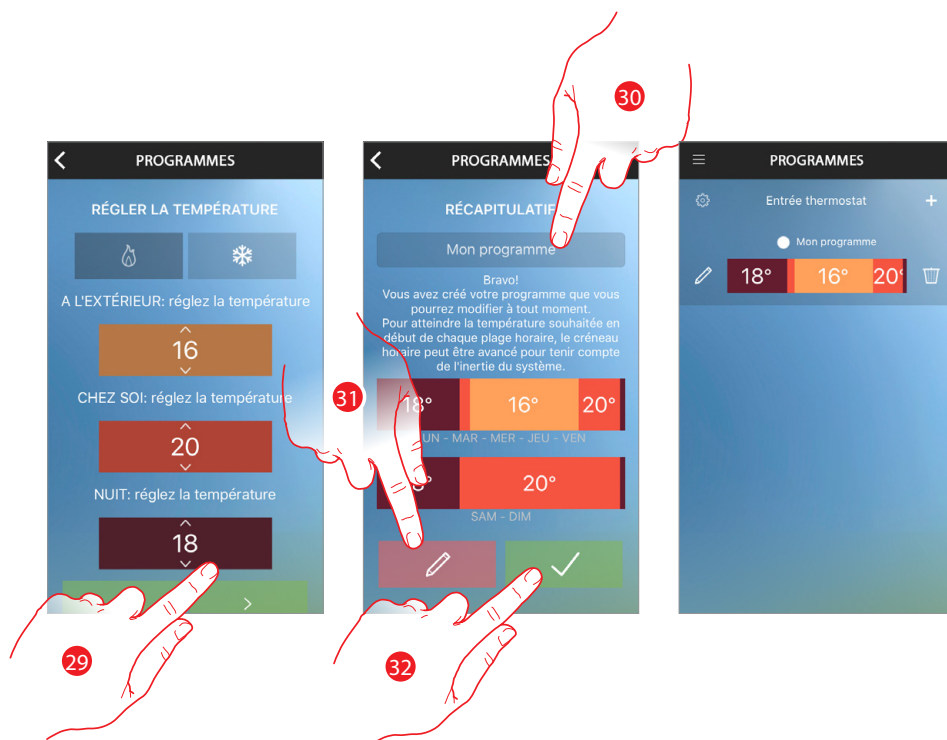 PROGRAMMES
RÉGLER LA TEMPÉRATURE
A L'EXTÉRIEUR: réglez la température
16
CHEZ SOI: réglez la température
20
NUIT: réglez la température
18
29
30
PROGRAMMES
RÉCAPITULATIF
Mon programme
Bravo!
Vous avez créé votre programme que vous
pourrez modifier à tout moment.
Pour atteindre la température souhaitée en
début de chaque plage horaire, le créneau
horaire peut être avancé pour tenir compte
de l'inertie du système.
31
18° 16° 20°
UN - MAR - MER - JEU - VEN
20°
SAM - DIM
32
PROGRAMMES
Entrée thermostat
Mon programme
18° 16° 20°